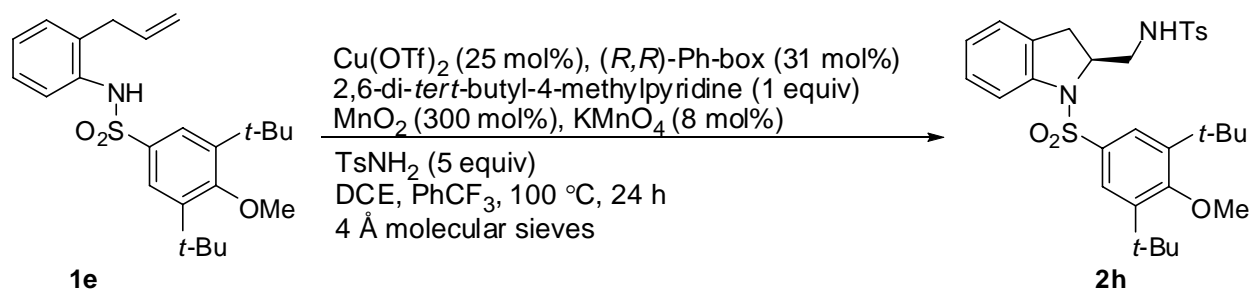 NH
O₂S
t-Bu
OMe
t-Bu
1e
Cu(OTf)₂ (25 mol%), (R,R)-Ph-box (31 mol%)
2,6-di-tert-butyl-4-methylpyridine (1 equiv)
MnO₂ (300 mol%), KMnO₄ (8 mol%)
TsNH₂ (5 equiv)
DCE, PhCF₃, 100 °C, 24 h
4 Å molecular sieves
NHTs
N
O₂S
t-Bu
OMe
t-Bu
2h